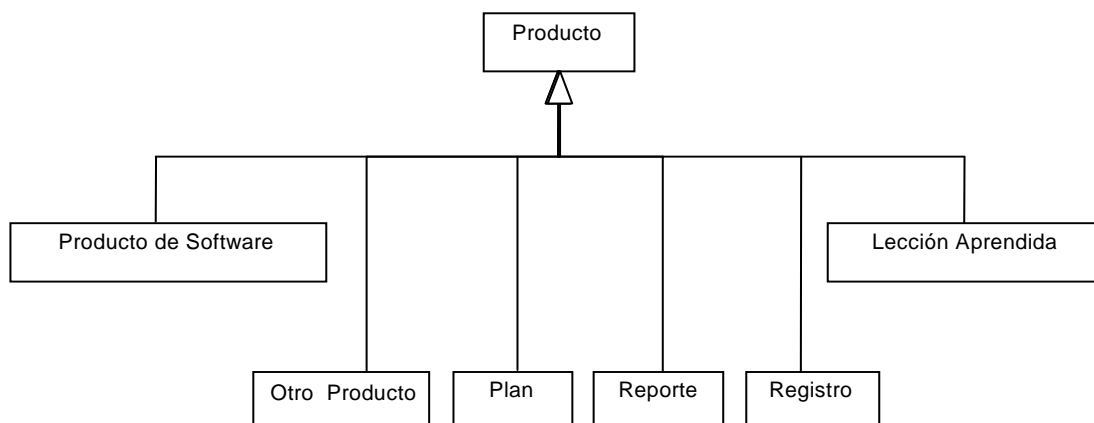 Producto
Producto de Software
Lección Aprendida
Otro Producto
Plan
Reporte
Registro